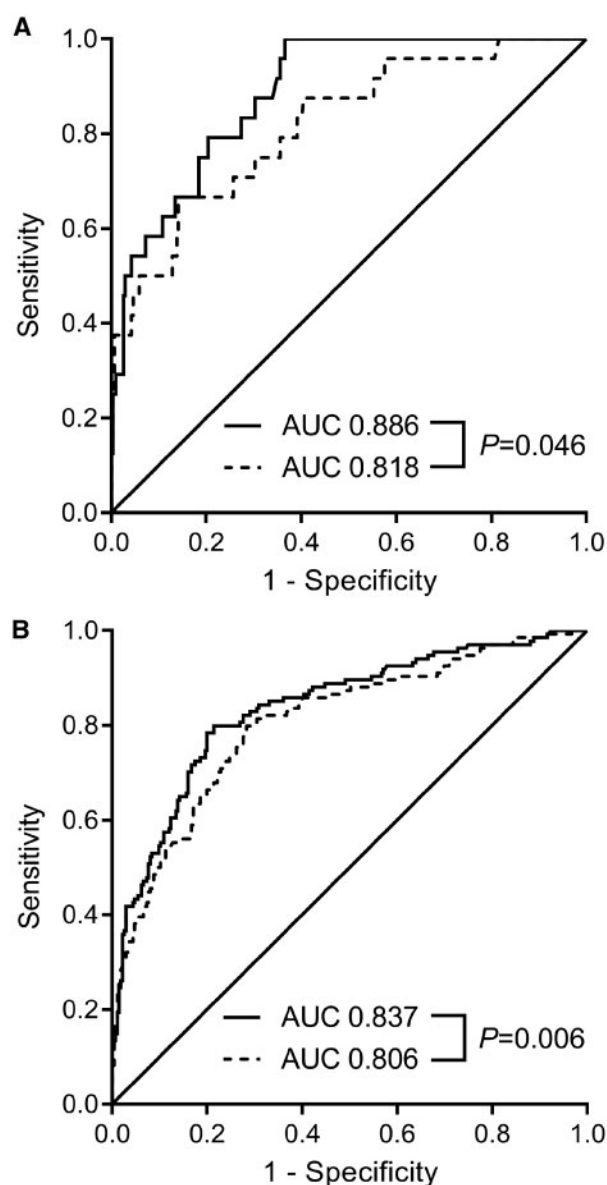 A
1.0
0.8
0.6
0.4
0.2
0.0
Sensitivity
AUC 0.886
AUC 0.818
P=0.046
0.0 0.2 0.4 0.6 0.8 1.0
1 - Specificity
B
1.0
0.8
0.6
0.4
0.2
0.0
Sensitivity
AUC 0.837
AUC 0.806
P=0.006
0.0 0.2 0.4 0.6 0.8 1.0
1 - Specificity